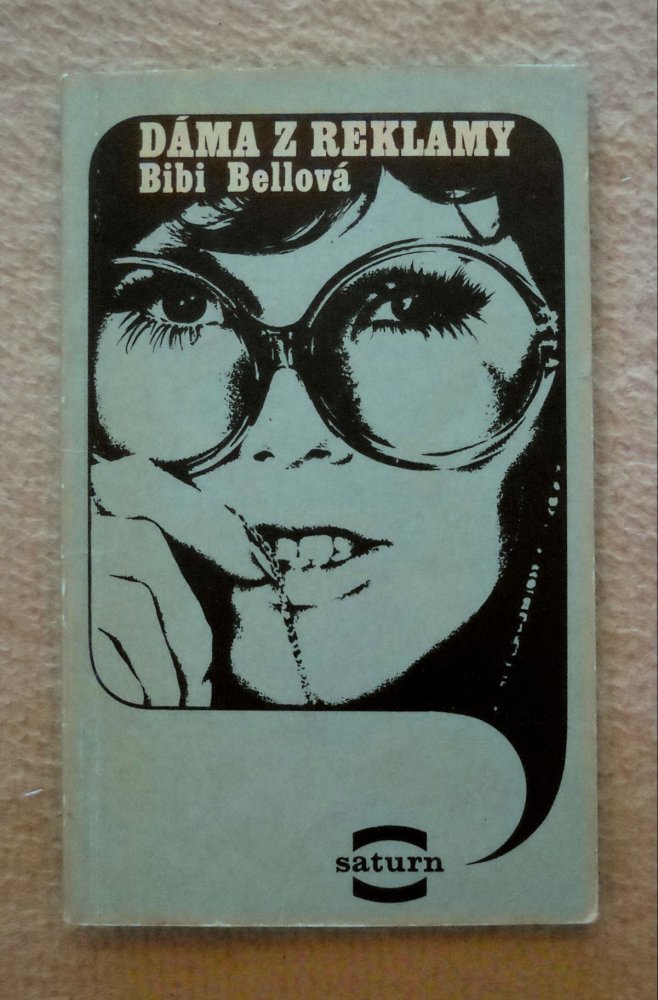 DÁMA Z REKLAMY
Bibi Bellová
saturn